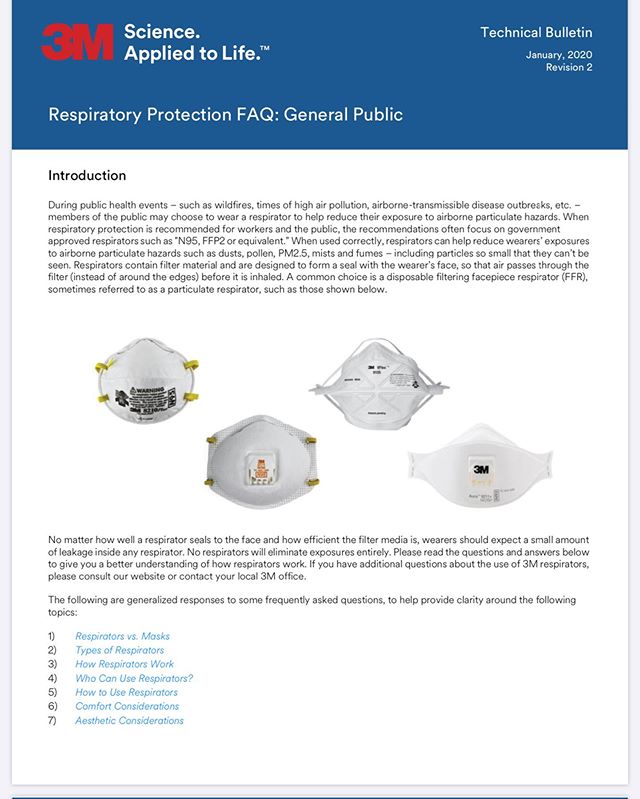 3M Science.
Applied to Life.™
Technical Bulletin
January, 2020
Revision 2
Respiratory Protection FAQ: General Public
Introduction
During public health events – such as wildfires, times of high air pollution, airborne-transmissible disease outbreaks, etc. –
members of the public may choose to wear a respirator to help reduce their exposure to airborne particulate hazards. When
respiratory protection is recommended for workers and the public, the recommendations often focus on government
approved respirators such as "N95, FFP2 or equivalent." When used correctly, respirators can help reduce wearers' exposures
to airborne particulate hazards such as dusts, pollen, PM2.5, mists and fumes – including particles so small that they can't be
seen. Respirators contain filter material and are designed to form a seal with the wearer's face, so that air passes through the
filter (instead of around the edges) before it is inhaled. A common choice is a disposable filtering facepiece respirator (FFR),
sometimes referred to as a particulate respirator, such as those shown below.
WARNING
3M 8210
3M
3M
No matter how well a respirator seals to the face and how efficient the filter media is, wearers should expect a small amount
of leakage inside any respirator. No respirators will eliminate exposures entirely. Please read the questions and answers below
to give you a better understanding of how respirators work. If you have additional questions about the use of 3M respirators,
please consult our website or contact your local 3M office.
The following are generalized responses to some frequently asked questions, to help provide clarity around the following
topics:
1) Respirators vs. Masks
2) Types of Respirators
3) How Respirators Work
4) Who Can Use Respirators?
5) How to Use Respirators
6) Comfort Considerations
7) Aesthetic Considerations